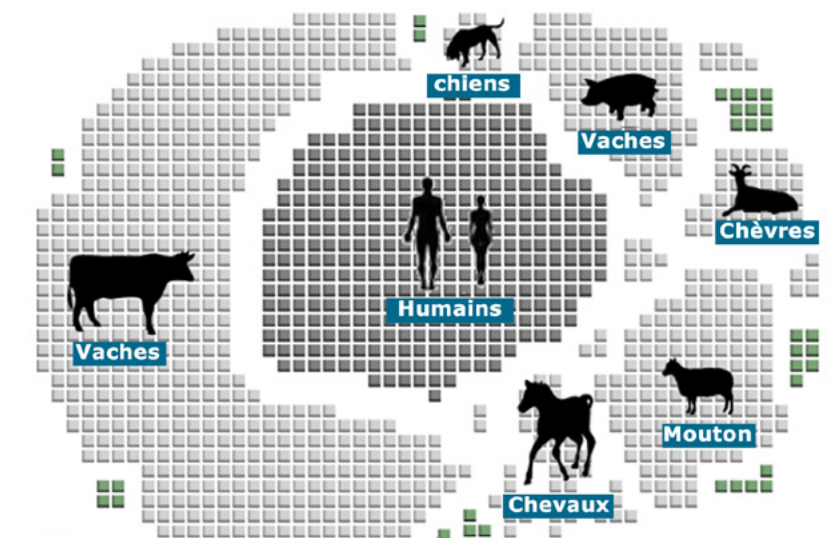 chiens
Vaches
Chèvres
Humains
Vaches
Mouton
Chevaux